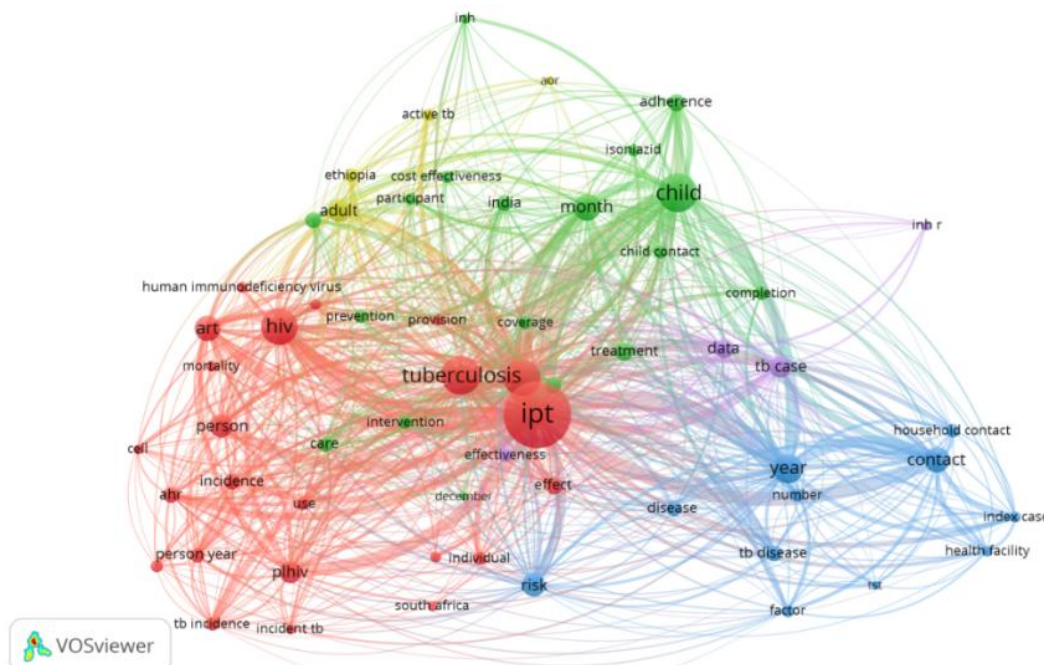 inh
aor
adherence
active tb
isoniazid
ethiopia
cost effectiveness
child
participant
india
month
adult
inh r
child contact
human immunodeficiency virus
completion
prevention
provision
coverage
art
hiv
treatment
data
mortality
tb case
tuberculosis
ipt
person
intervention
household contact
care
cell
effectiveness
contact
year
incidence
effect
ahr
december
number
use
disease
index case
person year
individual
tb disease
health facility
plhiv
risk
tst
south africa
factor
tb incidence
incident tb
VOSviewer